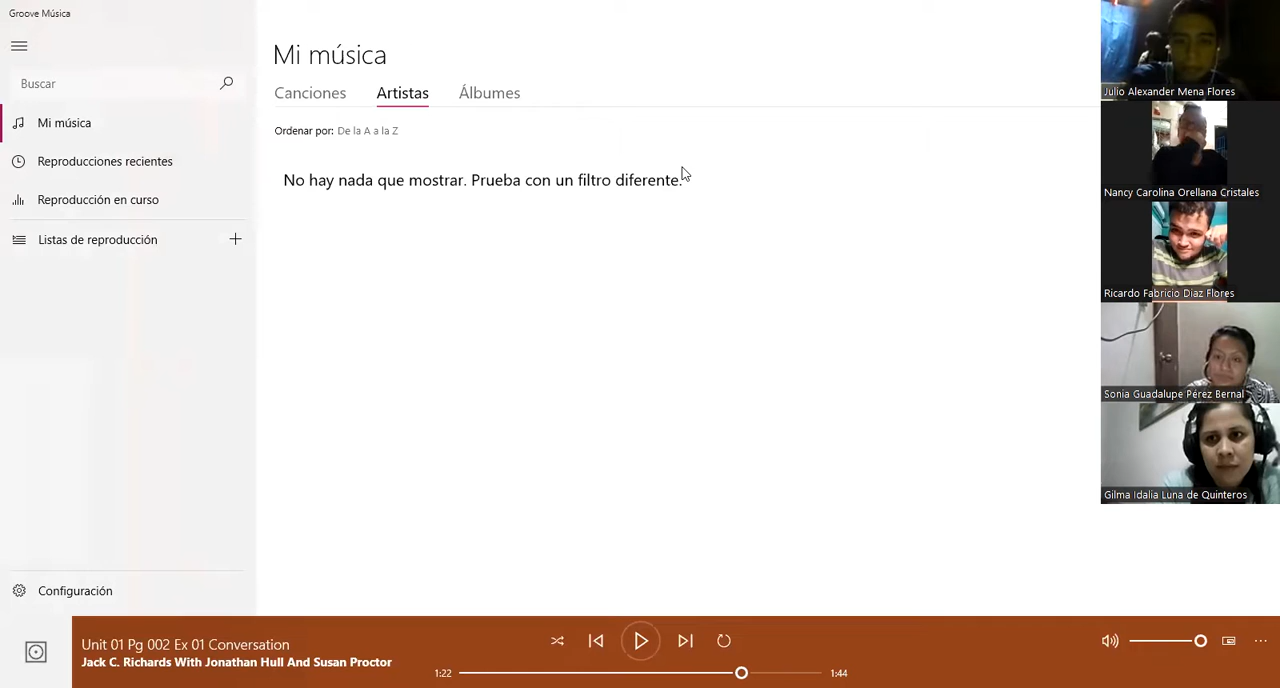 Groove Música
Buscar
Mi música
Reproducciones recientes
Reproducción en curso
Listas de reproducción
Configuración
Mi música
Canciones Artistas Álbumes
Ordenar por: De la A a la Z
No hay nada que mostrar. Prueba con un filtro diferente.
Julio Alexander Mena Flores
Nancy Carolina Orellana Cristales
Ricardo Fabricio Diaz Flores
Sonia Guadalupe Pérez Bernal
Gilma Idalia Luna de Quinteros
Unit 01 Pg 002 Ex 01 Conversation
Jack C. Richards With Jonathan Hull And Susan Proctor
1:22 1:44